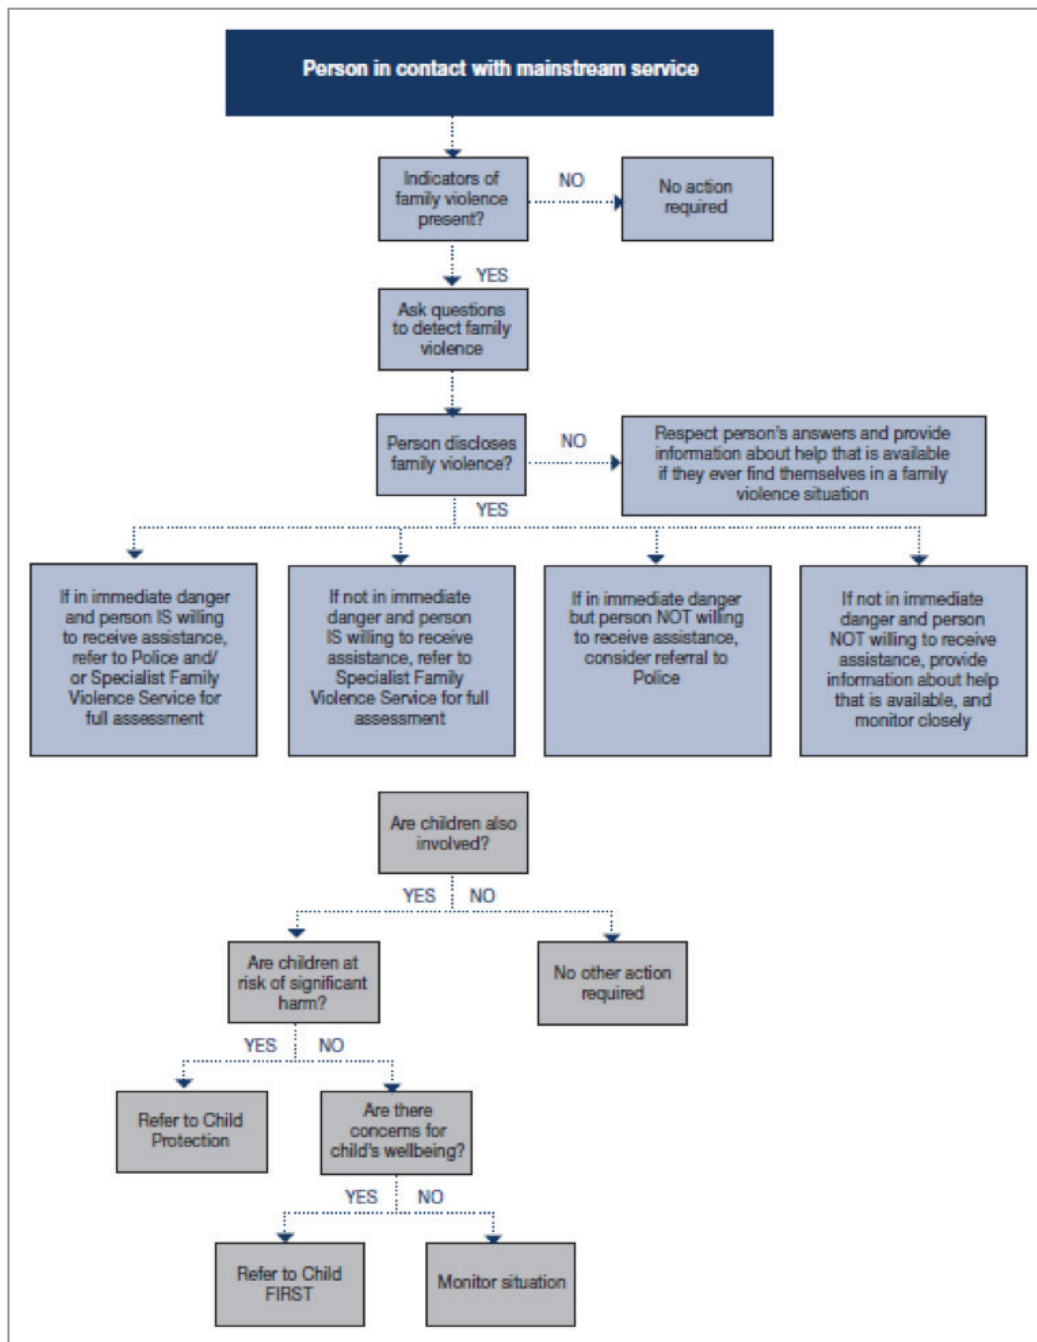 Person in contact with mainstream service
Indicators of
family violence
present?
NO
No action
required
YES
Ask questions
to detect family
violence
Person discloses
family violence?
NO
Respect person's answers and provide
information about help that is available
if they ever find themselves in a family
violence situation
YES
If in immediate danger
and person IS willing
to receive assistance,
refer to Police and/
or Specialist Family
Violence Service for
full assessment
If not in immediate
danger and person
IS willing to receive
assistance, refer to
Specialist Family
Violence Service for full
assessment
If in immediate danger
but person NOT willing
to receive assistance,
consider referral to
Police
If not in immediate
danger and person
NOT willing to receive
assistance, provide
information about help
that is available, and
monitor closely
Are children also
involved?
YES
NO
Are children at
risk of significant
harm?
No other action
required
YES
NO
Refer to Child
Protection
Are there
concerns for
child's wellbeing?
YES
NO
Refer to Child
FIRST
Monitor situation